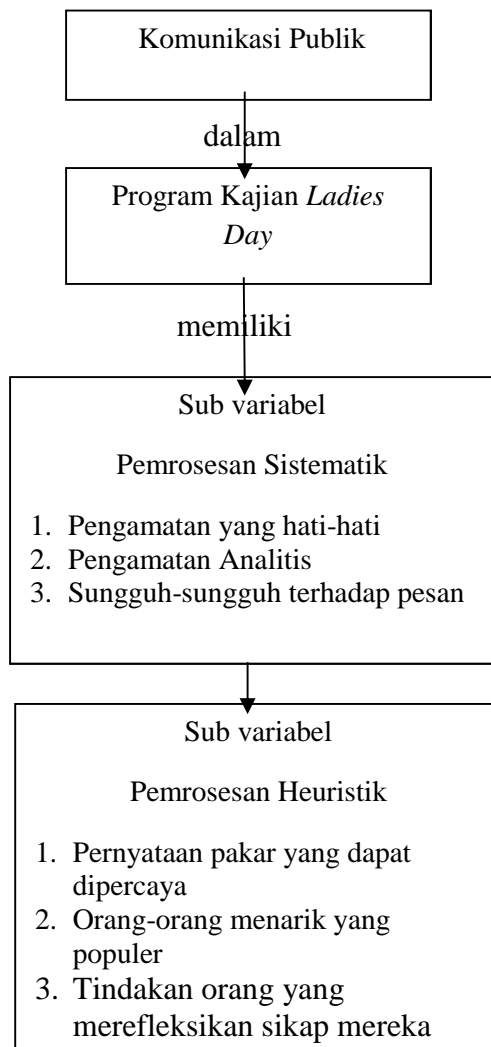 Komunikasi Publik
dalam
Program Kajian Ladies
Day
memiliki
Sub variabel
Pemrosesan Sistematik
1. Pengamatan yang hati-hati
2. Pengamatan Analitis
3. Sungguh-sungguh terhadap pesan
Sub variabel
Pemrosesan Heuristik
1. Pernyataan pakar yang dapat
dipercaya
2. Orang-orang menarik yang
populer
3. Tindakan orang yang
merefleksikan sikap mereka